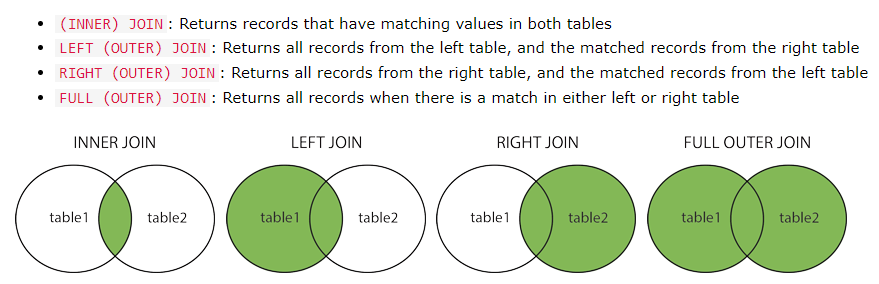 (INNER) JOIN : Returns records that have matching values in both tables
LEFT (OUTER) JOIN : Returns all records from the left table, and the matched records from the right table
RIGHT (OUTER) JOIN : Returns all records from the right table, and the matched records from the left table
FULL (OUTER) JOIN : Returns all records when there is a match in either left or right table
INNER JOIN
LEFT JOIN
RIGHT JOIN
FULL OUTER JOIN
table1
table2
table1
table2
table1
table2
table1
table2